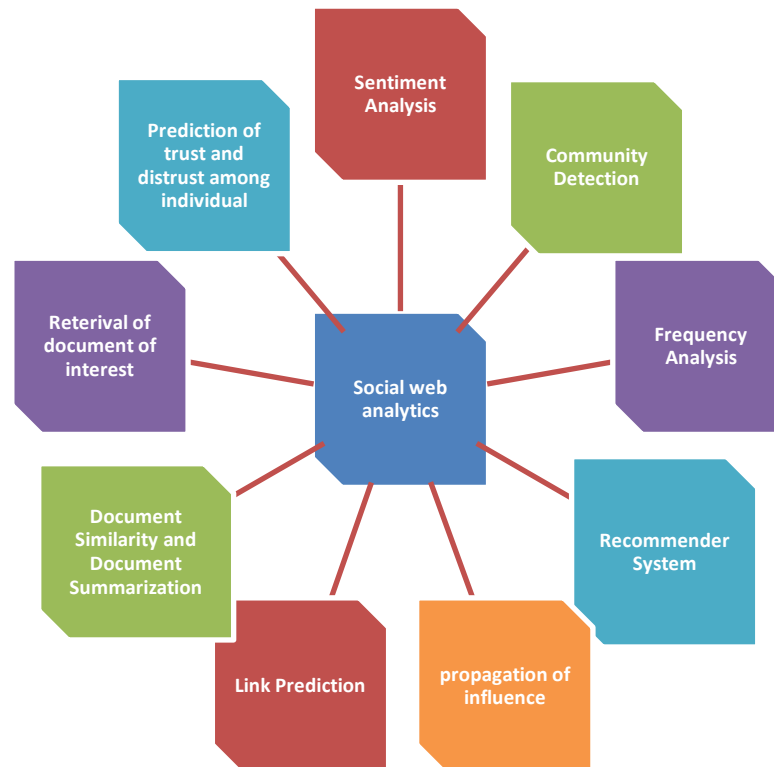 Sentiment
Analysis
Community
Detection
Frequency
Analysis
Recommender
System
propagation of
influence
Link Prediction
Document
Similarity and
Document
Summarization
Reterival of
document of
interest
Prediction of
trust and
distrust among
individual
Social web
analytics